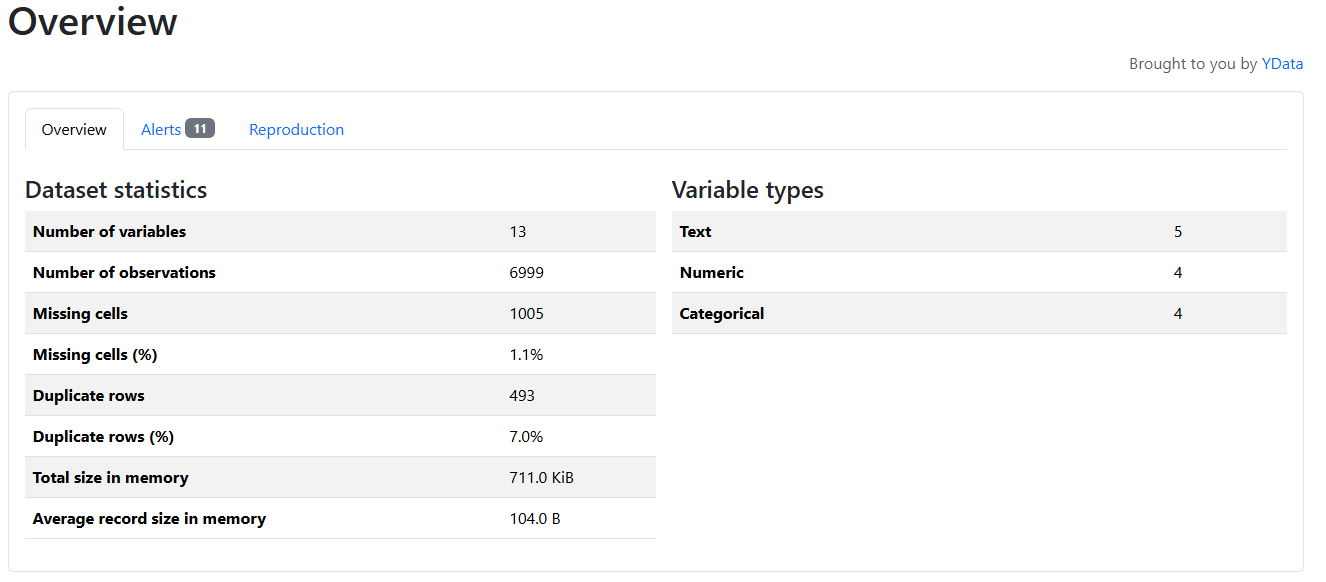 Overview
Brought to you by YData
Overview Alerts 11 Reproduction
Dataset statistics
Number of variables 13
Number of observations 6999
Missing cells 1005
Missing cells (%) 1.1%
Duplicate rows 493
Duplicate rows (%) 7.0%
Total size in memory 711.0 KiB
Average record size in memory 104.0 B
Variable types
Text 5
Numeric 4
Categorical 4